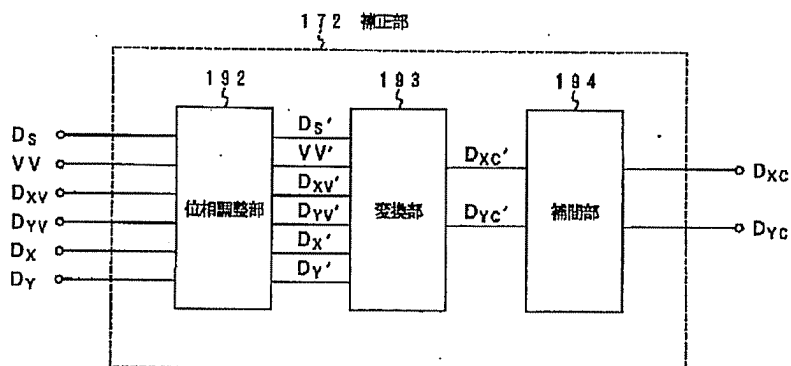 172 補正部
192
193
194
DS
VV
DXV
DYV
DX
DY
位相調整部
DS'
VV'
DXV'
DYV'
DX'
DY'
変換部
DXC'
DYC'
補間部
DXC
DYC